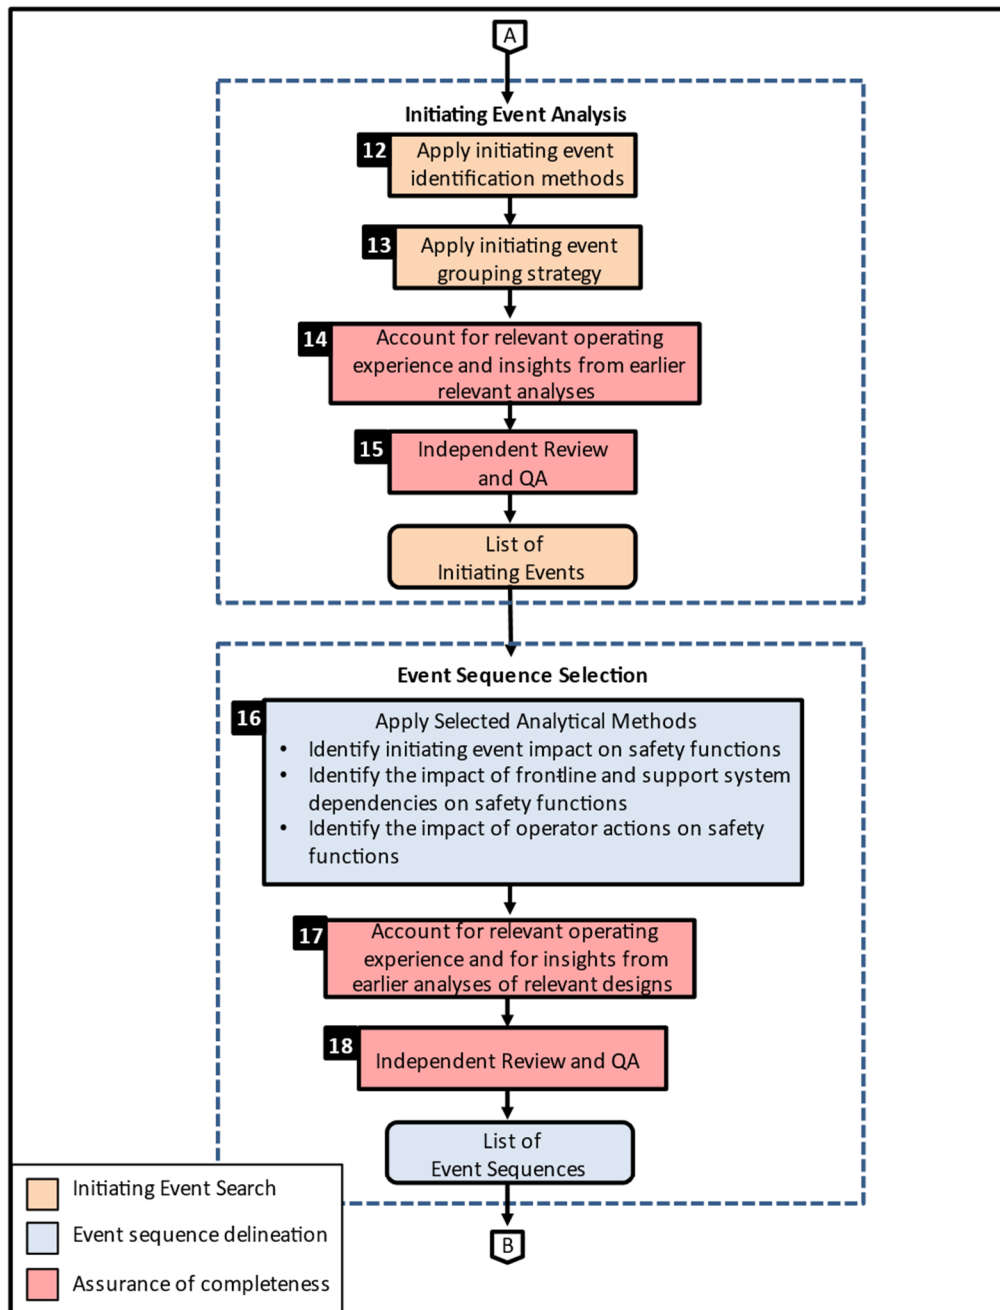 A
Initiating Event Analysis
12
Apply initiating event
identification methods
13
Apply initiating event
grouping strategy
14
Account for relevant operating
experience and insights from earlier
relevant analyses
15
Independent Review
and QA
List of
Initiating Events
Event Sequence Selection
16
Apply Selected Analytical Methods
• Identify initiating event impact on safety functions
• Identify the impact of front-line and support system
dependencies on safety functions
• Identify the impact of operator actions on safety
functions
17
Account for relevant operating
experience and for insights from
earlier analyses of relevant designs
18
Independent Review and QA
List of
Event Sequences
B
Initiating Event Search
Event sequence delineation
Assurance of completeness